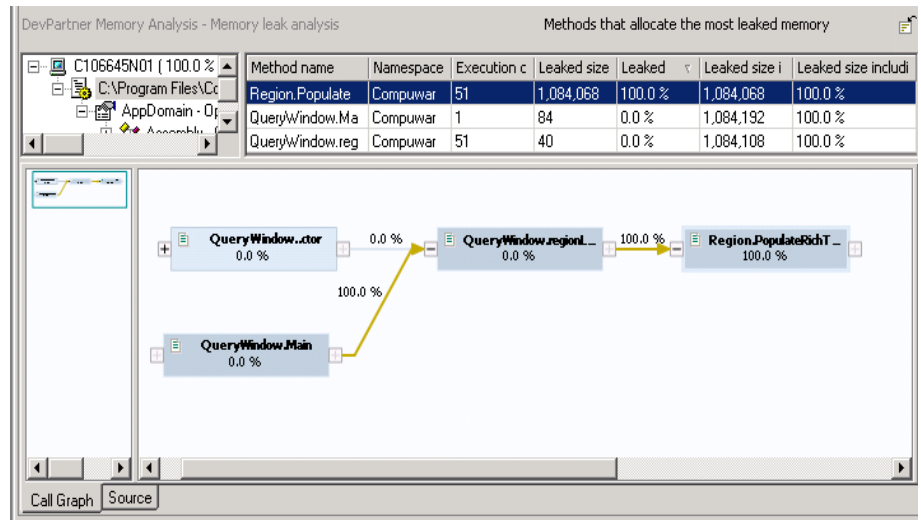 DevPartner Memory Analysis - Memory leak analysis Methods that allocate the most leaked memory
C106645N01 ( 100.0 %
C:\Program Files\Co
AppDomain - Op
Method name Namespace Execution c Leaked size Leaked Leaked size i Leaked size includi
Region.Populate Compuwar 51 1,084,068 100.0 % 1,084,068 100.0 %
QueryWindow.Ma Compuwar 1 84 0.0 % 1,084,192 100.0 %
QueryWindow.reg Compuwar 51 40 0.0 % 1,084,108 100.0 %
QueryWindow..ctor
0.0 %
0.0 %
QueryWindow.regionL...
0.0 %
100.0 %
Region.PopulateRichT...
100.0 %
100.0 %
QueryWindow.Main
0.0 %
Call Graph Source